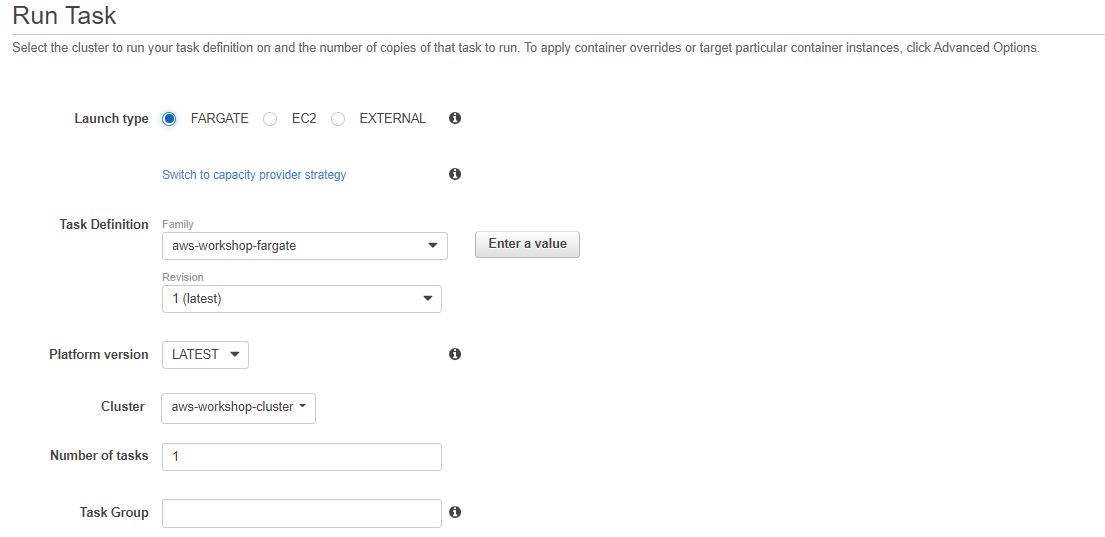 Run Task
Select the cluster to run your task definition on and the number of copies of that task to run. To apply container overrides or target particular container instances, click Advanced Options.
Launch type FARGATE EC2 EXTERNAL
Switch to capacity provider strategy
Task Definition Family
aws-workshop-fargate Enter a value
Revision
1 (latest)
Platform version LATEST
Cluster aws-workshop-cluster
Number of tasks 1
Task Group